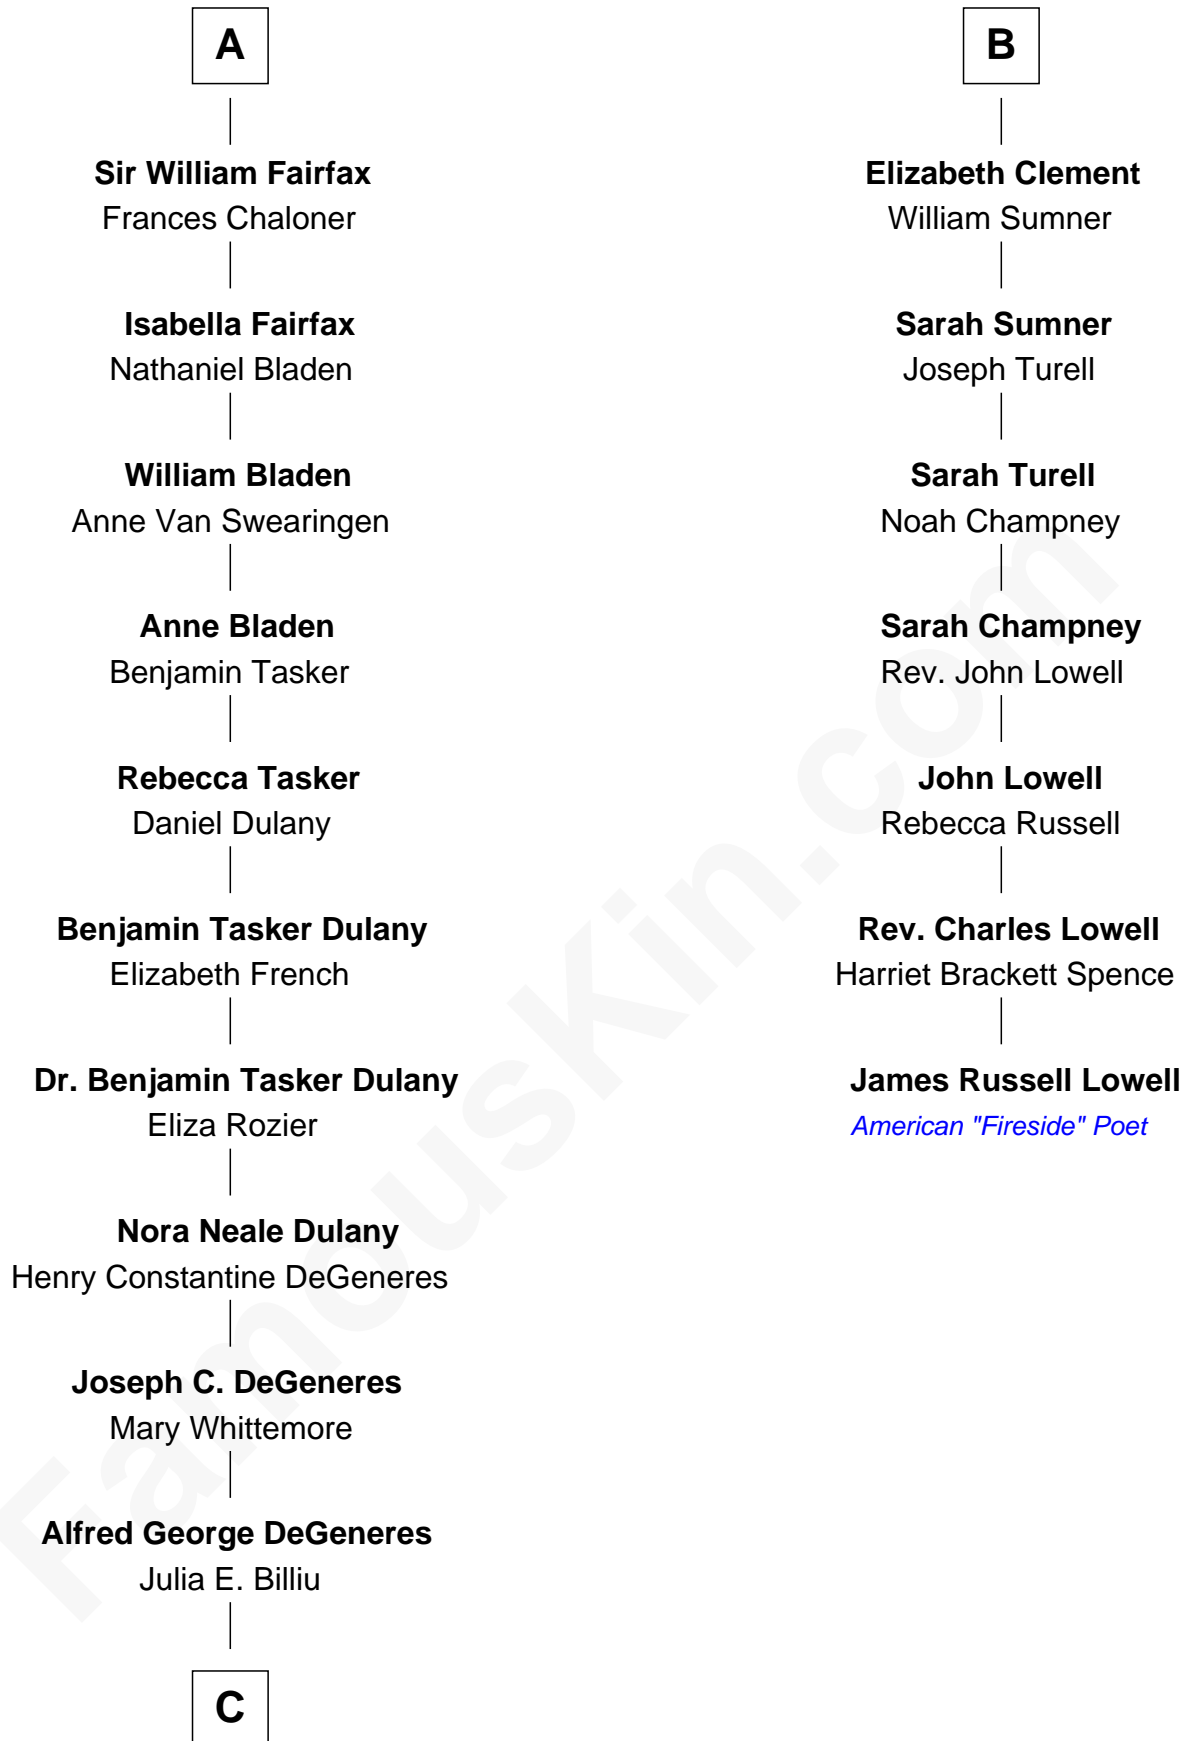 A
Sir William Fairfax
Frances Chaloner
Isabella Fairfax
Nathaniel Bladen
William Bladen
Anne Van Swearingen
Anne Bladen
Benjamin Tasker
Rebecca Tasker
Daniel Dulany
Benjamin Tasker Dulany
Elizabeth French
Dr. Benjamin Tasker Dulany
Eliza Rozier
Nora Neale Dulany
Henry Constantine DeGeneres
Joseph C. DeGeneres
Mary Whittemore
Alfred George DeGeneres
Julia E. Billiu
C
B
Elizabeth Clement
William Sumner
Sarah Sumner
Joseph Turell
Sarah Turell
Noah Champney
Sarah Champney
Rev. John Lowell
John Lowell
Rebecca Russell
Rev. Charles Lowell
Harriet Brackett Spence
James Russell Lowell
American "Fireside" Poet
FamousKin.com